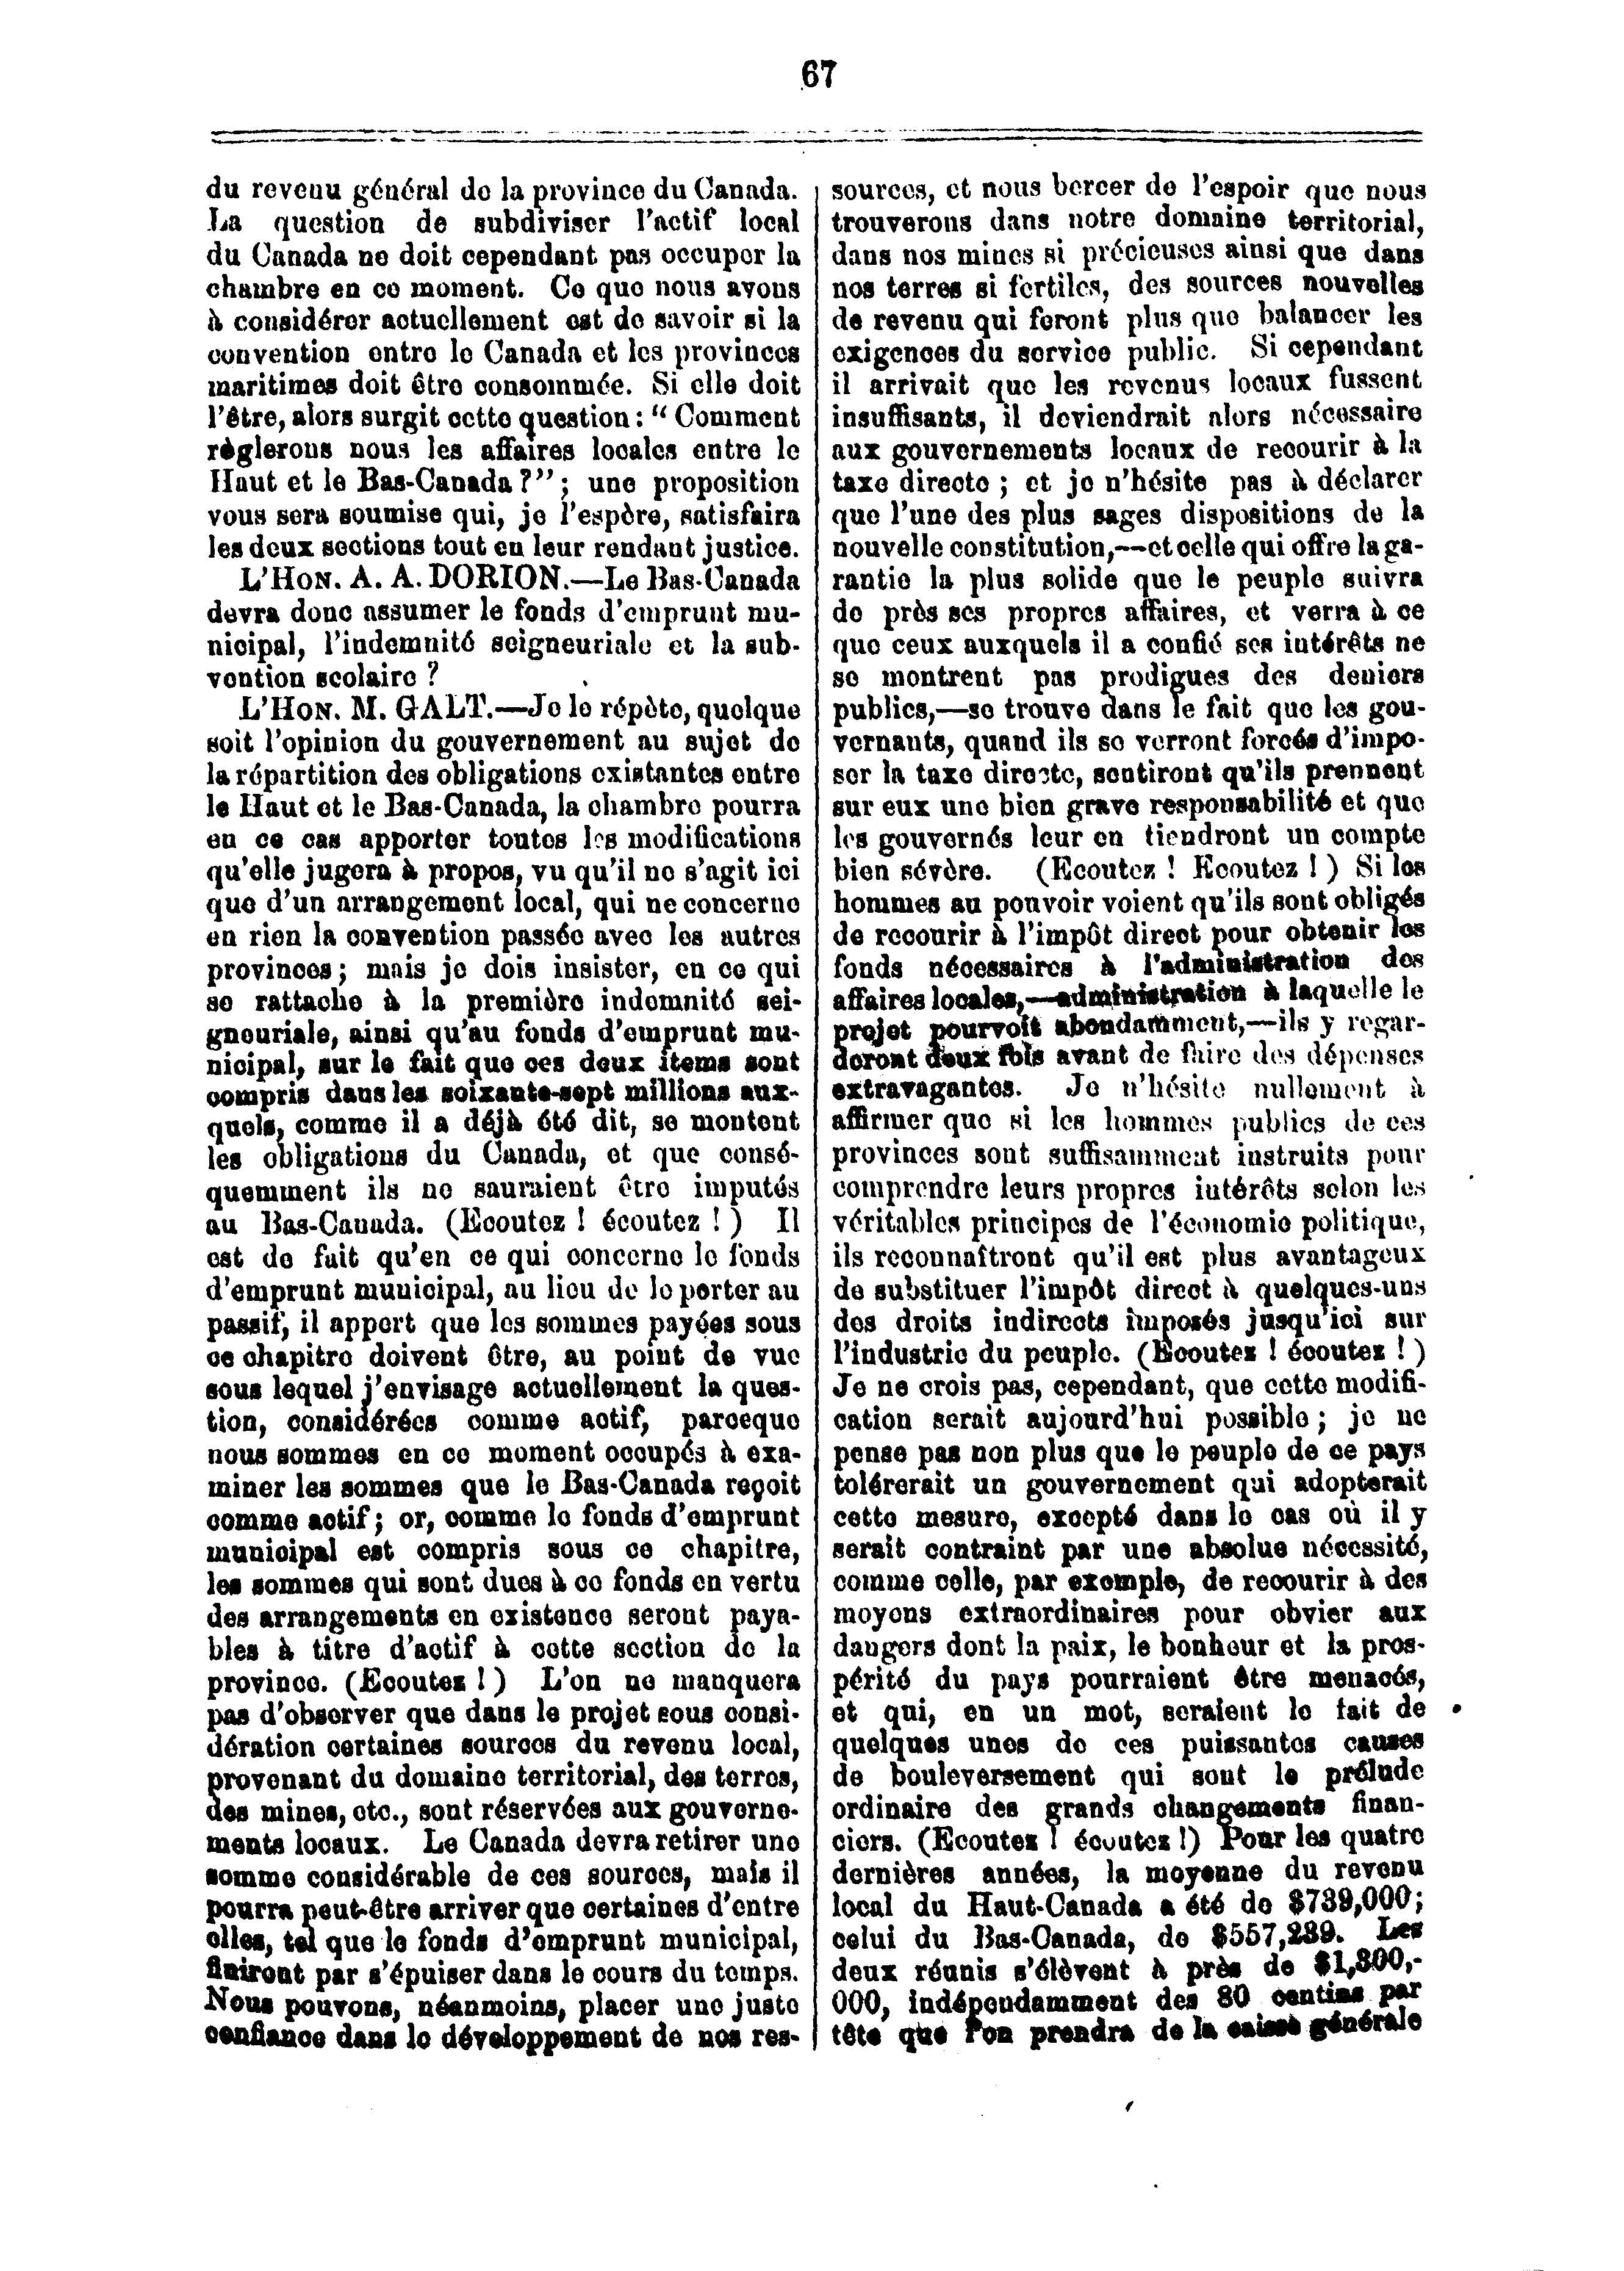 67
du revenu général de la province du Canada.
La question de subdiviser l'actif local
du Canada ne doit cependant pas occuper la
chambre en ce moment. Ce que nous avons
à considérer actuellement est de savoir si la
convention entre le Canada et les provinces
maritimes doit être consommée. Si elle doit
l'être, alors surgit cette question : “ Comment
règlerons nous les affaires locales entre le
Haut et le Bas-Canada ?” ; une proposition
vous sera soumise qui, je l'espère, satisfaira
les deux sections tout en leur rendant justice.
L'HON. A. A. DORION.—Le Bas-Canada
devra donc assumer le fonds d'emprunt mu-
nicipal, l'indemnité seigneuriale et la sub-
vention scolaire ?
L'HON. M. GALT.—Je le répète, quelque
soit l'opinion du gouvernement au sujet de
la répartition des obligations existantes entre
le Haut et le Bas-Canada, la chambre pourra
en ce cas apporter toutes les modifications
qu'elle jugera à propos, vu qu'il ne s'agit ici
que d'un arrangement local, qui ne concerne
en rien la convention passée avec les autres
provinces ; mais je dois insister, en ce qui
se rattache à la première indemnité sei-
gneuriale, ainsi qu'au fonds d'emprunt mu-
nicipal, sur le fait que ces deux items sont
compris dans les soixante-sept millions aux-
quels, comme il a déjà été dit, se montent
les obligations du Canada, et que consé-
quemment ils ne sauraient être imputés
au Bas-Canada. (Ecoutez ! écoutez !) Il
est de fait qu'en ce qui concerne le fonds
d'emprunt municipal, au lieu de le porter au
passif, il appert que les sommes payées sous
ce chapitre doivent être, au point de vue
sous lequel j'envisage actuellement la ques-
tion, considérées comme actif, parceque
nous sommes en ce moment occupés à exa-
miner les sommes que le Bas-Canada reçoit
comme actif ; or, comme le fonds d'emprunt
municipal est compris sous ce chapitre,
les sommes qui sont dues à ce fonds en vertu
des arrangements en existence seront paya-
bles à titre d'actif à cette section de la
province. (Ecoutez !) L'on ne manquera
pas d'observer que dans le projet sous consi-
dération certaines sources du revenu local,
provenant du domaine territorial, des terres,
des mines, etc., sont réservées aux gouverne-
ments locaux. Le Canada devra retirer une
somme considérable de ces sources, mais il
pourra peut-être arriver que certaines d'entre
elles, tel que le fonds d'emprunt municipal,
finiront par s'épuiser dans le cours du temps.
Nous pouvons, néanmoins, placer une juste
confiance dans le développement de nos res-
sources, et nous bercer de l'espoir que nous
trouverons dans notre domaine territorial,
dans nos mines si précieuses ainsi que dans
nos terres si fertiles, des sources nouvelles
de revenu qui feront plus que balancer les
exigences du service public. Si cependant
il arrivait que les revenus locaux fussent
insuffisants, il deviendrait alors nécessaire
aux gouvernements locaux de recourir à la
taxe directe ; et je n'hésite pas à déclarer
que l'une des plus sages dispositions de la
nouvelle constitution,—et celle qui offre la ga-
rantie la plus solide que le peuple suivra
de près ses propres affaires, et verra à ce
que ceux auxquels il a confié ses intérêts ne
se montrent pas prodigues des deniers
publics,—se trouve dans le fait que les gou-
vernants, quand ils se verront forcés d'impo-
ser la taxe directe, sentiront qu'ils prennent
sur eux une bien grave responsabilité et que
les gouvernés leur en tiendront un compte
bien sévère. (Ecoutez ! Ecoutez !) Si les
hommes au pouvoir voient qu'ils sont obligés
de recourir à l'impôt direct pour obtenir les
fonds nécessaires à l'administration des
affaires locales,—administration à laquelle le
projet pourvoit abondamment,—ils y regar-
deront deux fois avant de faire des dépenses
extravagantes. Je n'hésite nullement à
affirmer que si les hommes publics de ces
provinces sont suffisamment instruits pour
comprendre leurs propres intérêts selon les
véritables principes de l'économie politique,
ils reconnaîtront qu'il est plus avantageux
de substituer l'impôt direct à quelques-uns
des droits indirects imposés jusqu'ici sur
l'industrie du peuple. (Ecoutez ! écoutez !)
Je ne crois pas, cependant, que cette modifi-
cation serait aujourd'hui possible ; je ne
pense pas non plus que le peuple de ce pays
tolérerait un gouvernement qui adopterait
cette mesure, excepté dans le cas où il y
serait contraint par une absolue nécessité,
comme celle, par exemple, de recourir à des
moyens extraordinaires pour obvier aux
dangers dont la paix, le bonheur et la pros-
périté du pays pourraient être menacés,
et qui, en un mot, seraient le fait de
quelques unes de ces puissantes causes
de bouleversement qui sont le prélude
ordinaire des grands changements finan-
ciers. (Ecoutez ! écoutez !) Pour les quatre
dernières années, la moyenne du revenu
local du Haut-Canada a été de $739,000 ;
celui du Bas-Canada, de $557,239. Les
deux réunis s'élèvent à près de $1,300,-
000, indépendamment des 80 centins par
tête que l'on prendra de la caisse générale